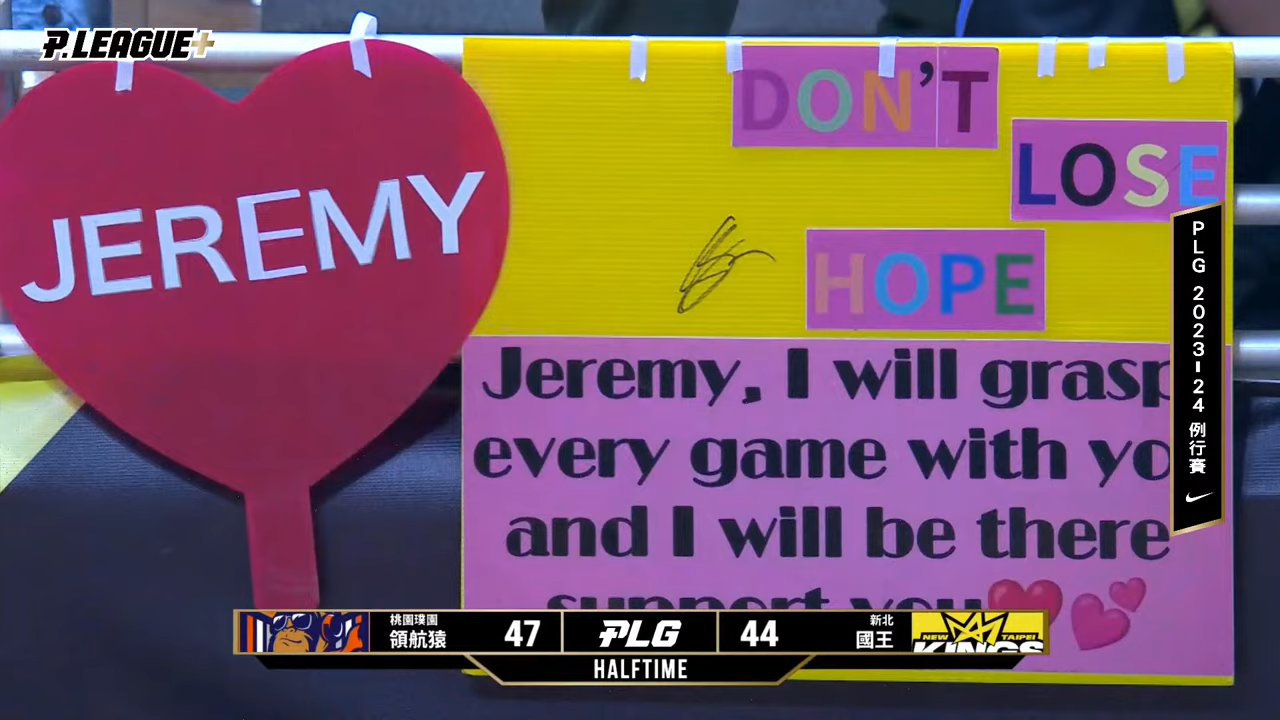 P.LEAGUE+
JEREMY
DON'T
LOSE
HOPE
Jeremy, I will grasp
every game with yo
and I will be there
support you
PLG 2023-24 例行賽
桃園璞園
領航猿
47
PLG
44
新北
國王
NEW TAIPEI
KINGS
HALFTIME